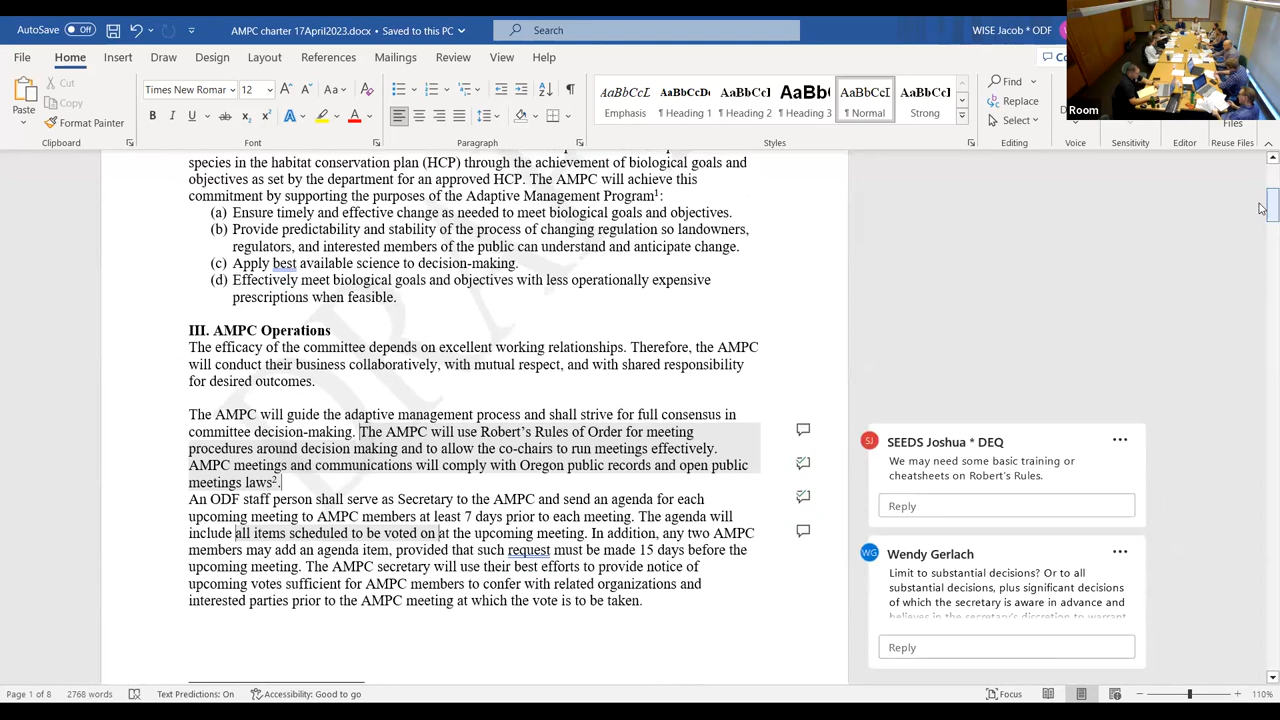 AutoSave Off
AMPC charter 17April2023.docx • Saved to this PC
Search
WISE Jacob * ODF
File Home Insert Draw Design Layout References Mailings Review View Help
Paste
Cut
Copy
Format Painter
Clipboard
Times New Roman 12
Font
Paragraph
AaBbCcL Emphasis
AaBbCc ¶ Heading 1
AaBbCc ¶ Heading 2
AaBb ¶ Heading 3
AaBbCcI ¶ Normal
AaBbCcI Strong
Styles
Find
Replace
Select
Editing
Voice
Sensitivity
Editor
Files
Reuse Files
Room
species in the habitat conservation plan (HCP) through the achievement of biological goals and
objectives as set by the department for an approved HCP. The AMPC will achieve this
commitment by supporting the purposes of the Adaptive Management Program¹:
(a) Ensure timely and effective change as needed to meet biological goals and objectives.
(b) Provide predictability and stability of the process of changing regulation so landowners,
regulators, and interested members of the public can understand and anticipate change.
(c) Apply best available science to decision-making.
(d) Effectively meet biological goals and objectives with less operationally expensive
prescriptions when feasible.
III. AMPC Operations
The efficacy of the committee depends on excellent working relationships. Therefore, the AMPC
will conduct their business collaboratively, with mutual respect, and with shared responsibility
for desired outcomes.
The AMPC will guide the adaptive management process and shall strive for full consensus in
committee decision-making. The AMPC will use Robert’s Rules of Order for meeting
procedures around decision making and to allow the co-chairs to run meetings effectively.
AMPC meetings and communications will comply with Oregon public records and open public
meetings laws².
An ODF staff person shall serve as Secretary to the AMPC and send an agenda for each
upcoming meeting to AMPC members at least 7 days prior to each meeting. The agenda will
include all items scheduled to be voted on at the upcoming meeting. In addition, any two AMPC
members may add an agenda item, provided that such request must be made 15 days before the
upcoming meeting. The AMPC secretary will use their best efforts to provide notice of
upcoming votes sufficient for AMPC members to confer with related organizations and
interested parties prior to the AMPC meeting at which the vote is to be taken.
DRAFT
SJ SEEDS Joshua * DEQ
We may need some basic training or
cheatsheets on Robert’s Rules.
Reply
WG Wendy Gerlach
Limit to substantial decisions? Or to all
substantial decisions, plus significant decisions
of which the secretary is aware in advance and
believes in the secretary's discretion to warrant
Reply
Page 1 of 8 2768 words Text Predictions: On Accessibility: Good to go Focus 110%